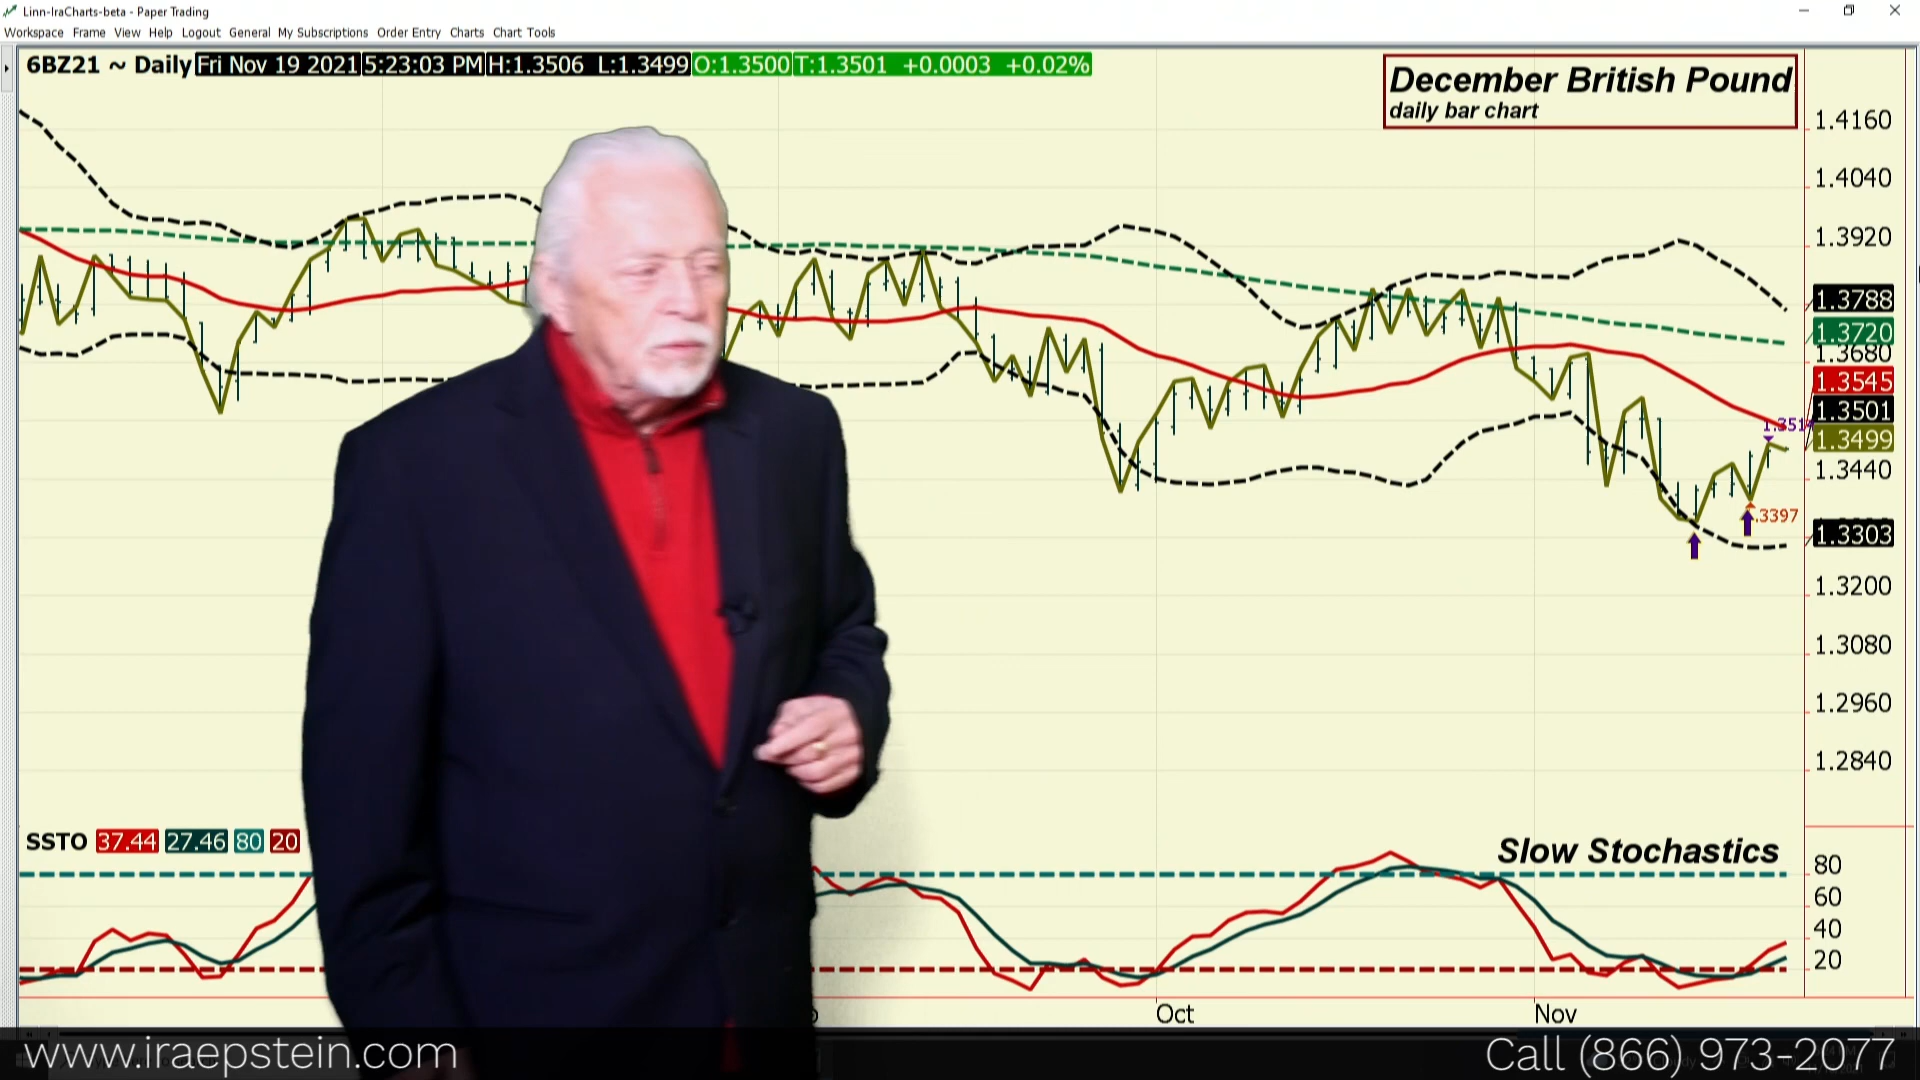 Linn-IraCharts-beta - Paper Trading
Workspace Frame View Help Logout General My Subscriptions Order Entry Charts Chart Tools
6BZ21 ~ Daily Fri Nov 19 2021 5:23:03 PM H:1.3506 L:1.3499 O:1.3500 T:1.3501 +0.0003 +0.02%
December British Pound
daily bar chart
1.4160
1.4040
1.3920
1.3788
1.3720
1.3680
1.3545
1.3501
1.3499
1.3440
.3397
1.3303
1.3200
1.3080
1.2960
1.2840
SSTO 37.44 27.46 80 20
Slow Stochastics
80
60
40
20
Oct Nov
www.iraepstein.com
Call (866) 973-2077